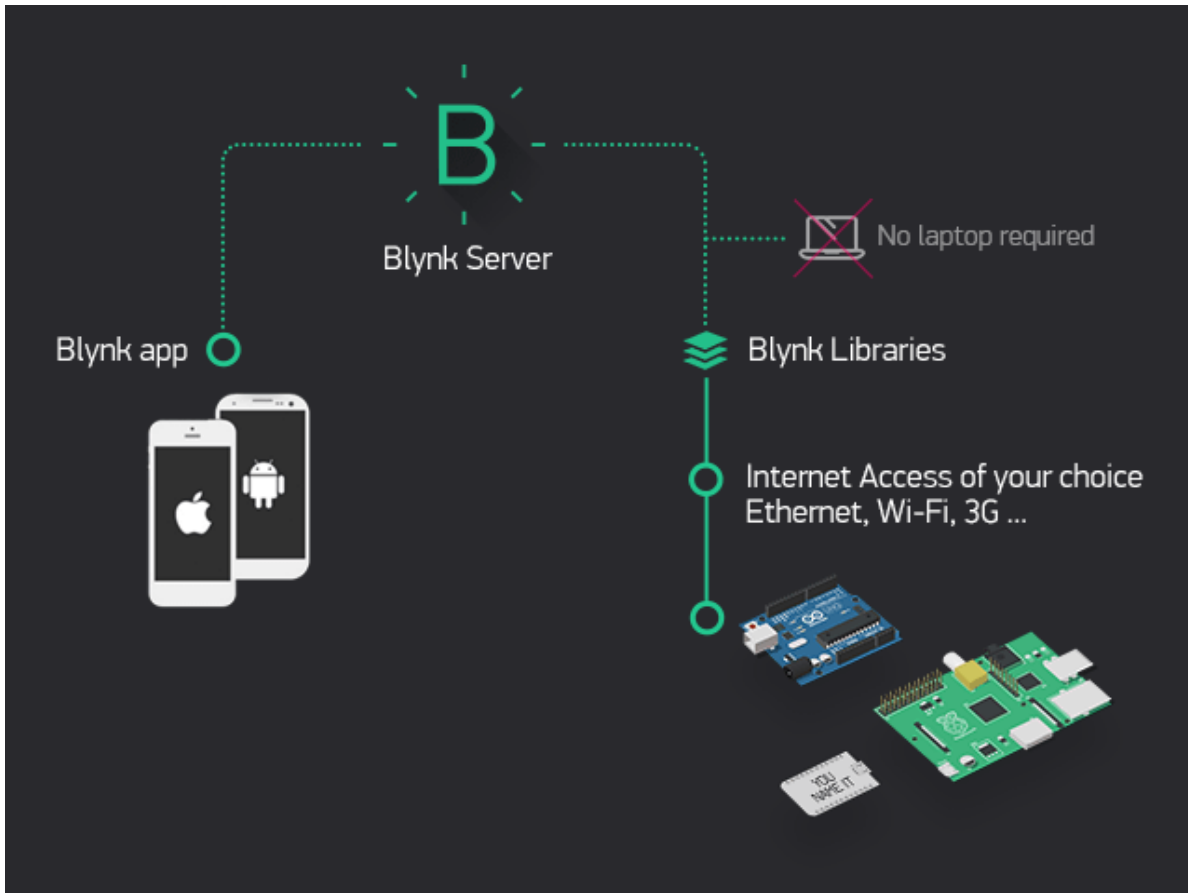 B
Blynk Server
No laptop required
Blynk app
Blynk Libraries
Internet Access of your choice
Ethernet, Wi-Fi, 3G ...
YOU
NAME IT